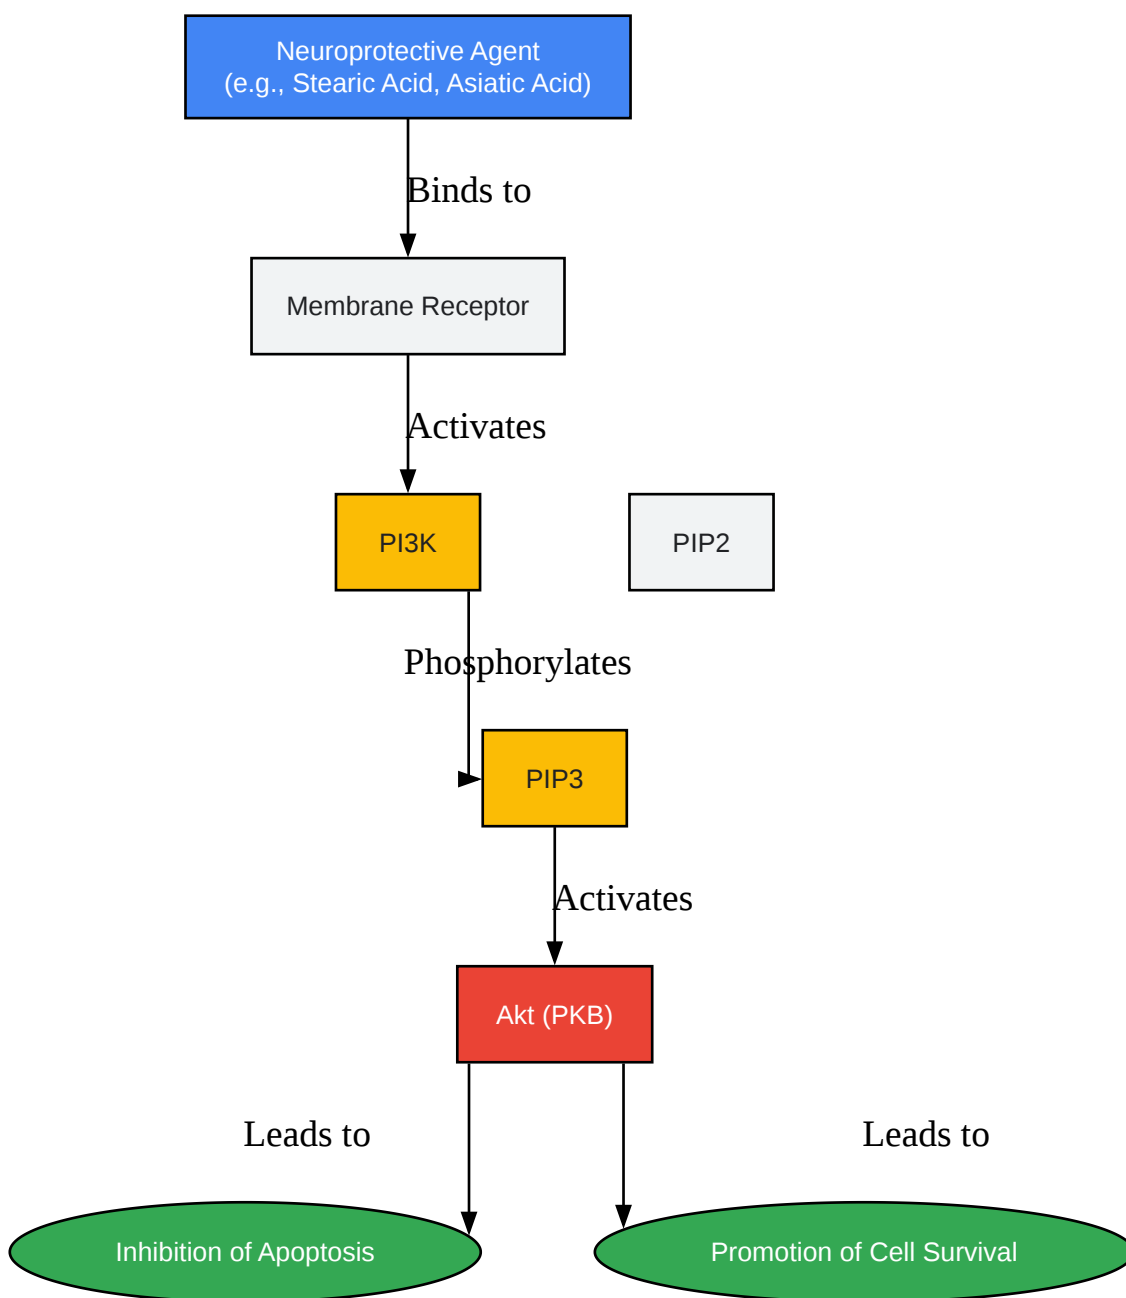 Neuroprotective Agent
(e.g., Stearic Acid, Asiatic Acid)
Binds to
Membrane Receptor
Activates
PI3K
PIP2
Phosphorylates
PIP3
Activates
Akt (PKB)
Leads to
Leads to
Inhibition of Apoptosis
Promotion of Cell Survival